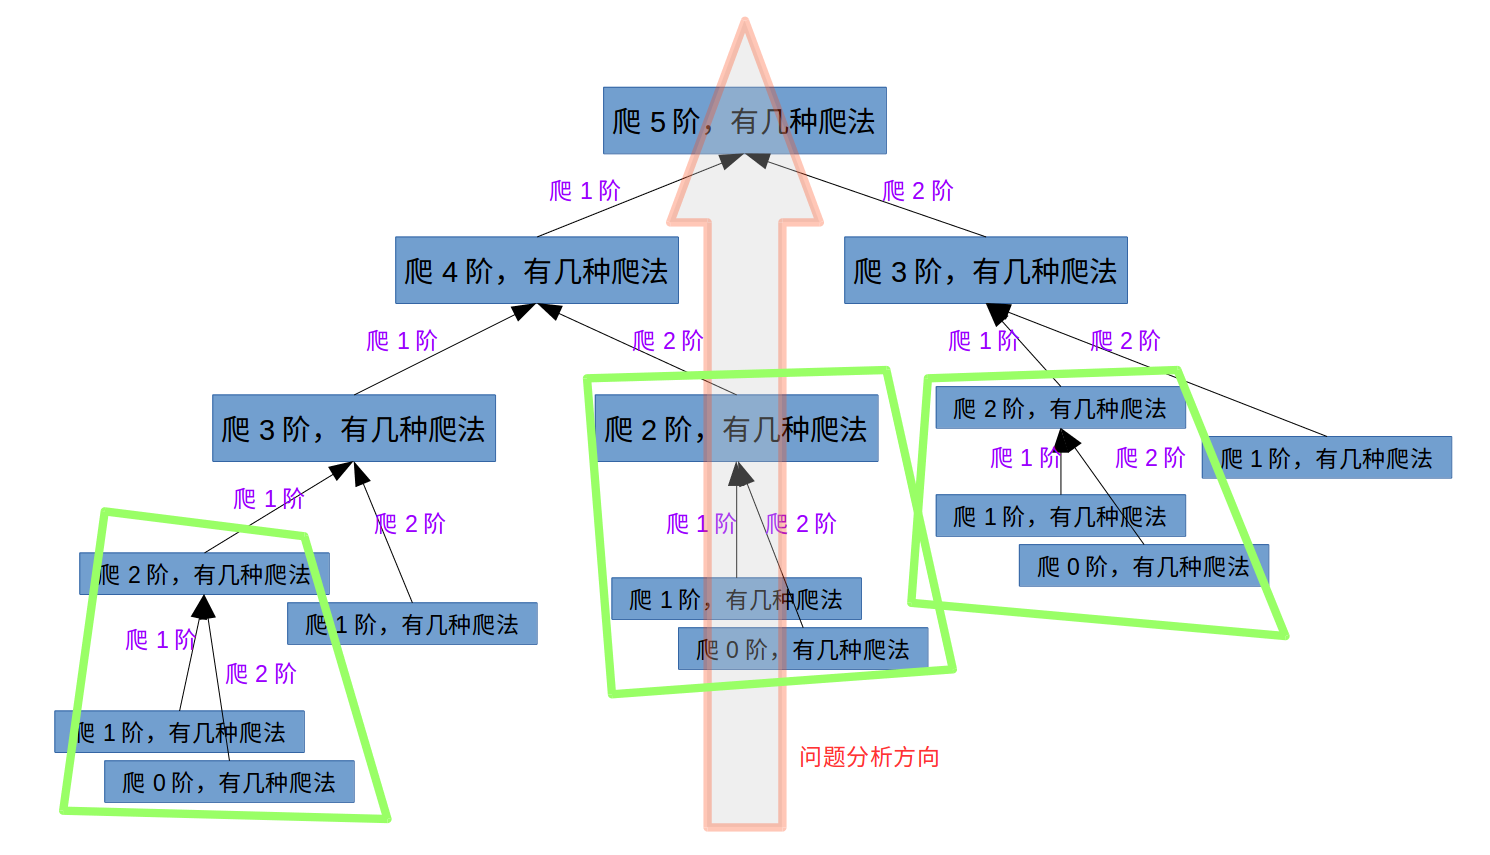 爬 5 阶，有几种爬法
爬 1 阶
爬 2 阶
爬 4 阶，有几种爬法
爬 3 阶，有几种爬法
爬 1 阶
爬 2 阶
爬 1 阶
爬 2 阶
爬 3 阶，有几种爬法
爬 2 阶，有几种爬法
爬 2 阶，有几种爬法
爬 1 阶
爬 2 阶
爬 1 阶，有几种爬法
爬 1 阶
爬 2 阶
爬 1 阶
爬 2 阶
爬 1 阶，有几种爬法
爬 0 阶，有几种爬法
爬 2 阶，有几种爬法
爬 1 阶，有几种爬法
爬 1 阶，有几种爬法
爬 0 阶，有几种爬法
爬 1 阶
爬 2 阶
爬 1 阶，有几种爬法
爬 0 阶，有几种爬法
问题分析方向